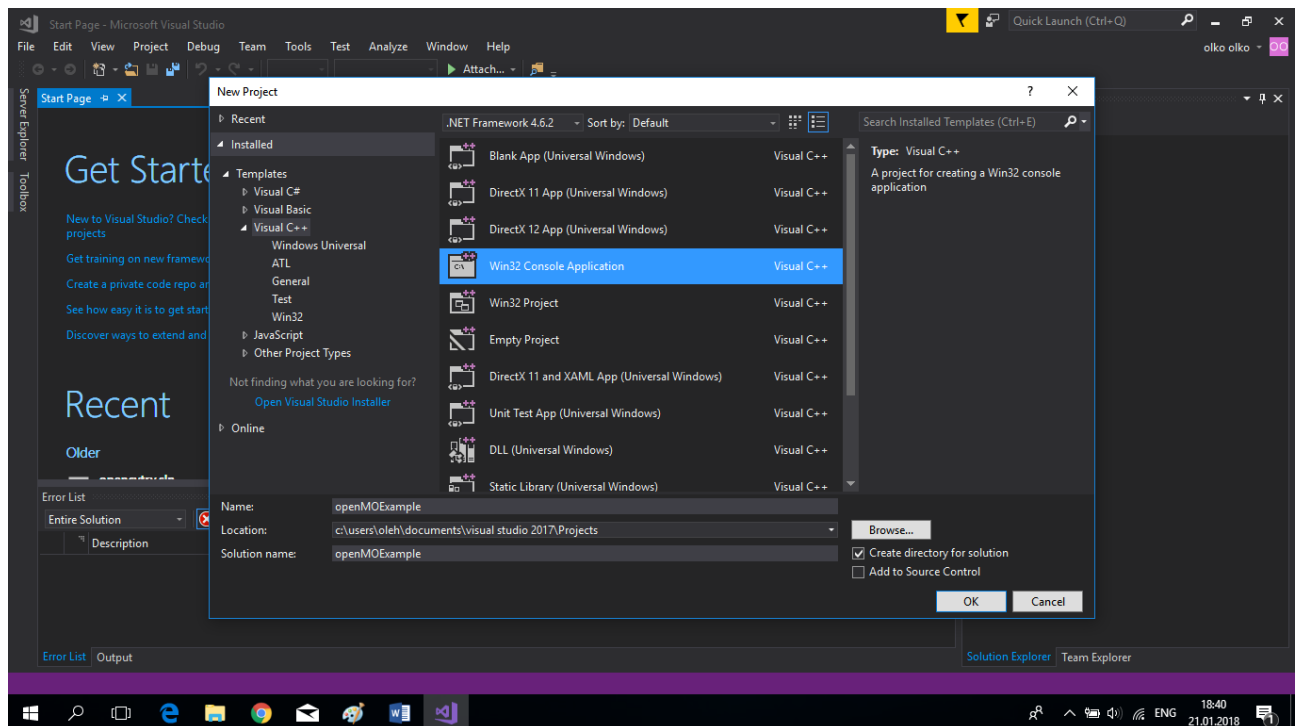 Start Page - Microsoft Visual Studio
Quick Launch (Ctrl+Q)
File Edit View Project Debug Team Tools Test Analyze Window Help
olko olko
OO
Attach...
Server Explorer
Toolbox
Start Page
New Project
?
Recent
.NET Framework 4.6.2
Sort by: Default
Search Installed Templates (Ctrl+E)
Installed
Templates
Visual C#
Visual Basic
Visual C++
Windows Universal
ATL
General
Test
Win32
JavaScript
Other Project Types
Not finding what you are looking for?
Open Visual Studio Installer
Online
Blank App (Universal Windows) Visual C++
DirectX 11 App (Universal Windows) Visual C++
DirectX 12 App (Universal Windows) Visual C++
Win32 Console Application Visual C++
Win32 Project Visual C++
Empty Project Visual C++
DirectX 11 and XAML App (Universal Windows) Visual C++
Unit Test App (Universal Windows) Visual C++
DLL (Universal Windows) Visual C++
Static Library (Universal Windows) Visual C++
Type: Visual C++
A project for creating a Win32 console
application
Get Starte
New to Visual Studio? Check
projects
Get training on new framewo
Create a private code repo an
See how easy it is to get start
Discover ways to extend and
Recent
Older
Name: openMOExample
Location: c:\users\oleh\documents\visual studio 2017\Projects
Browse...
Solution name: openMOExample
Create directory for solution
Add to Source Control
OK Cancel
Error List
Entire Solution
Description
Error List Output
Solution Explorer Team Explorer
ENG
18:40
21.01.2018